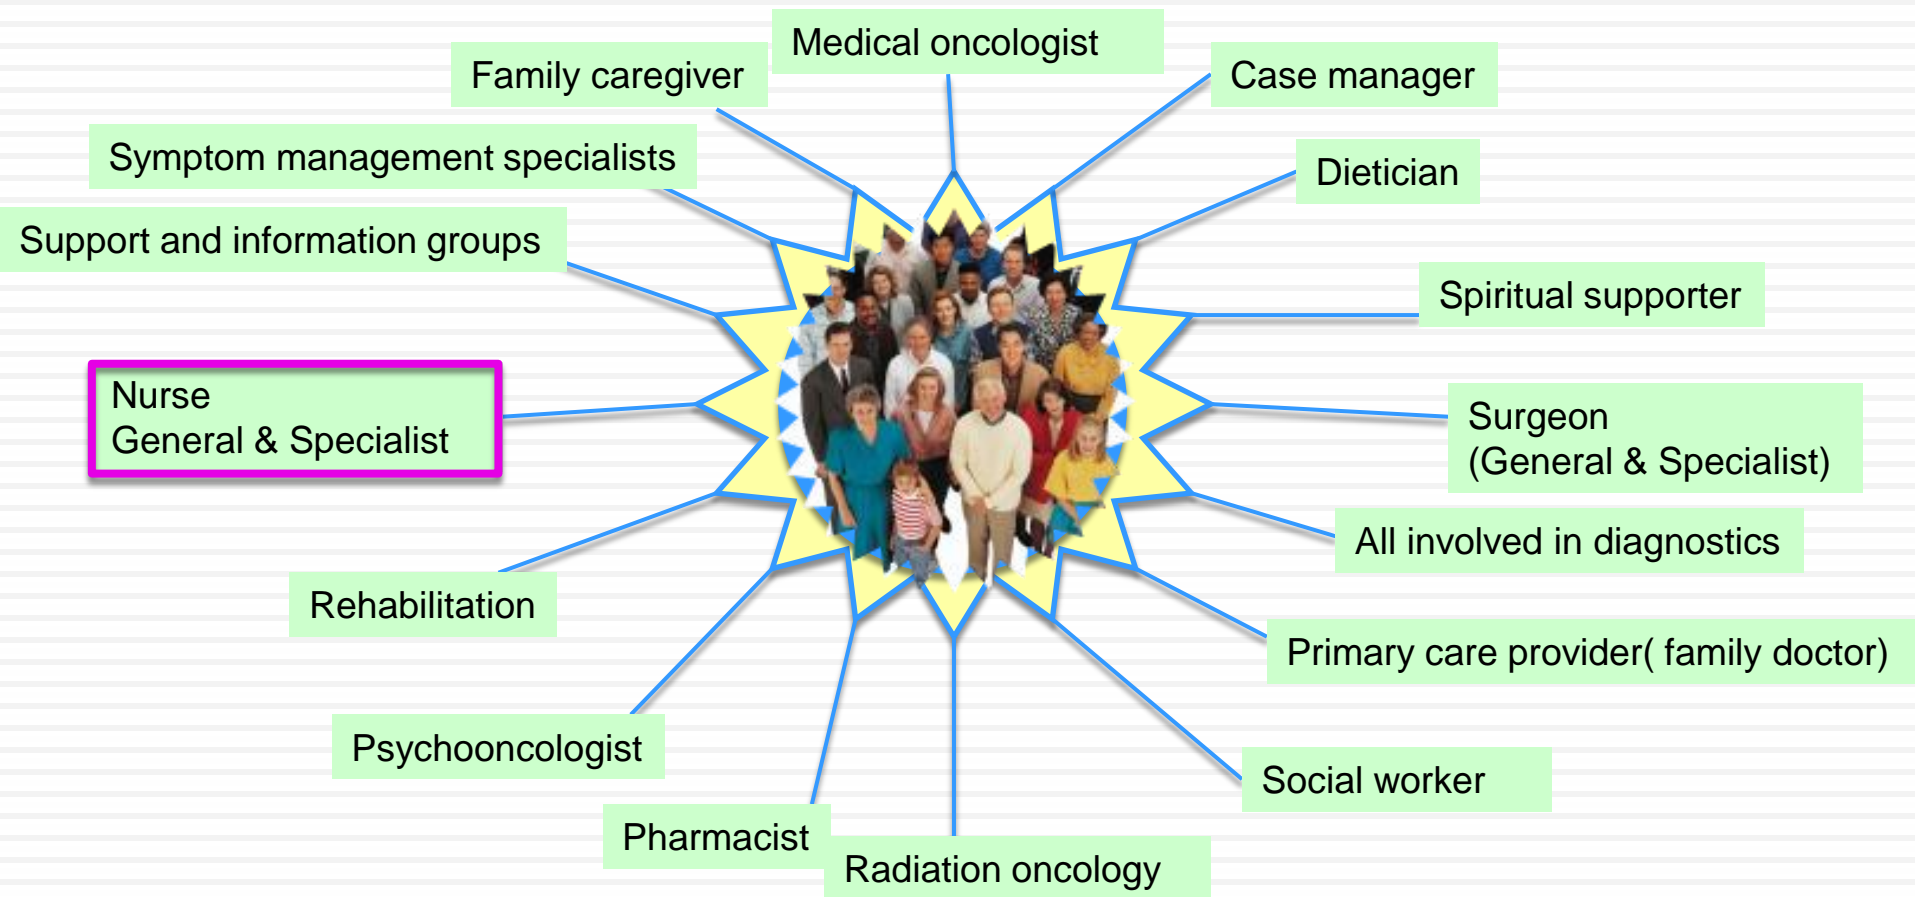 Medical oncologist
Family caregiver
Case manager
Symptom management specialists
Dietician
Support and information groups
Spiritual supporter
Nurse
General & Specialist
Surgeon
(General & Specialist)
All involved in diagnostics
Rehabilitation
Primary care provider( family doctor)
Psychooncologist
Social worker
Pharmacist
Radiation oncology